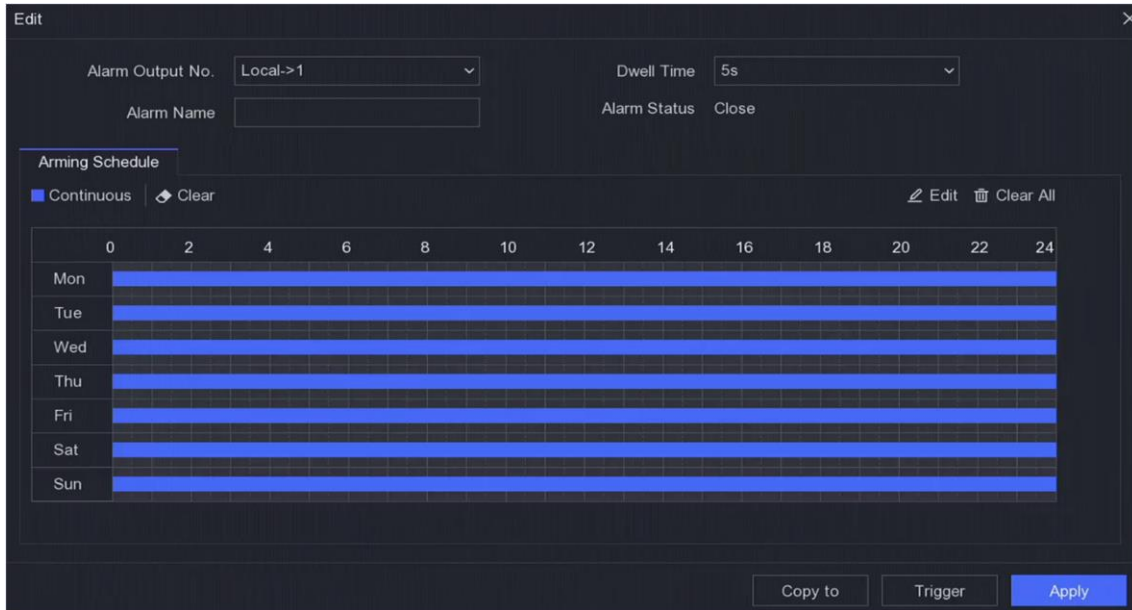 Edit
Alarm Output No. Local->1 Dwell Time 5s
Alarm Name Alarm Status Close
Arming Schedule
Continuous Clear Edit Clear All
0 2 4 6 8 10 12 14 16 18 20 22 24
Mon
Tue
Wed
Thu
Fri
Sat
Sun
Copy to Trigger Apply